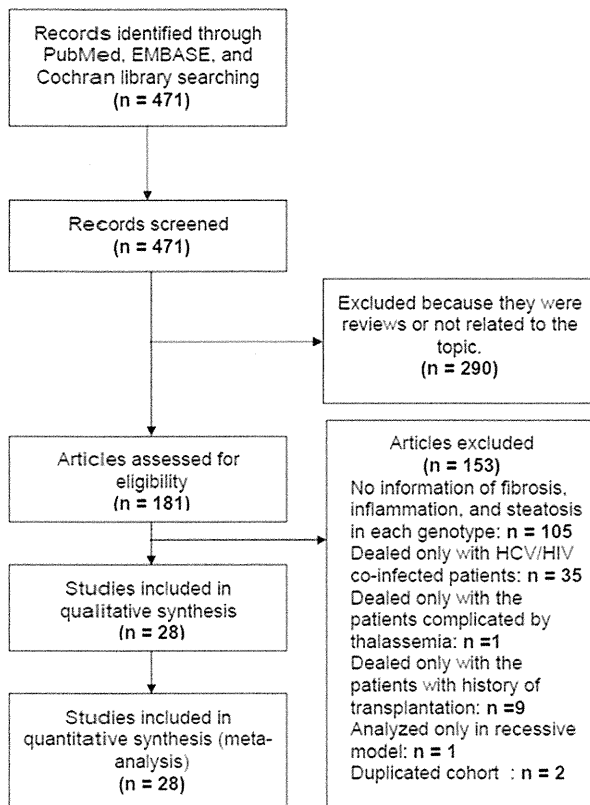 Records identified through
PubMed, EMBASE, and
Cochran library searching
(n = 471)
Records screened
(n = 471)
Excluded because they were
reviews or not related to the
topic.
(n = 290)
Articles assessed for
eligibility
(n = 181)
Articles excluded
(n = 153)
No information of fibrosis,
inflammation, and steatosis
in each genotype: n = 105
Dealed only with HCV/HIV
co-infected patients: n = 35
Dealed only with the
patients complicated by
thalassemia: n =1
Dealed only with the
patients with history of
transplantation: n =9
Analyzed only in recessive
model: n = 1
Duplicated cohort : n = 2
Studies included in
qualitative synthesis
(n = 28)
Studies included in
quantitative synthesis (meta-
analysis)
(n = 28)